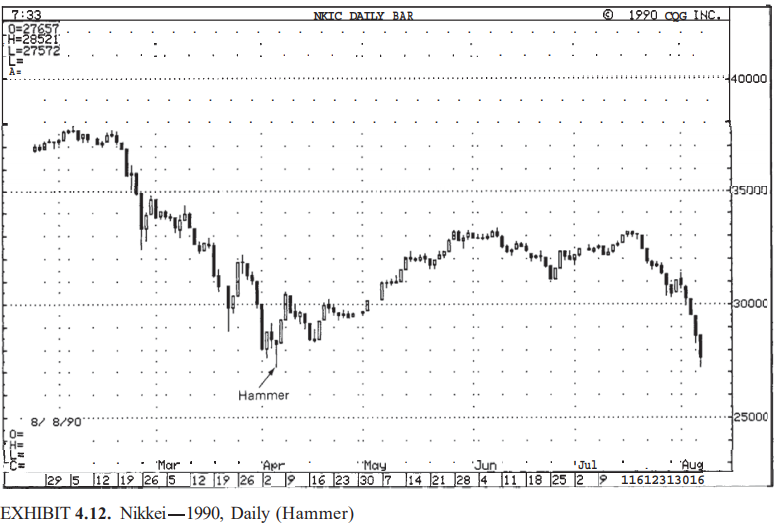 7:33 NKIC DAILY BAR © 1990 CQG INC.
O=27657
H=28521
L=27572
L=
A=
40000
35000
30000
Hammer
25000
8/ 8/90
O=
H=
L=
C=
Mar Apr May Jun Jul Aug
29 5 12 19 26 5 12 19 26 2 9 16 23 30 7 14 21 28 4 11 18 25 2 9 11612313016
EXHIBIT 4.12. Nikkei—1990, Daily (Hammer)